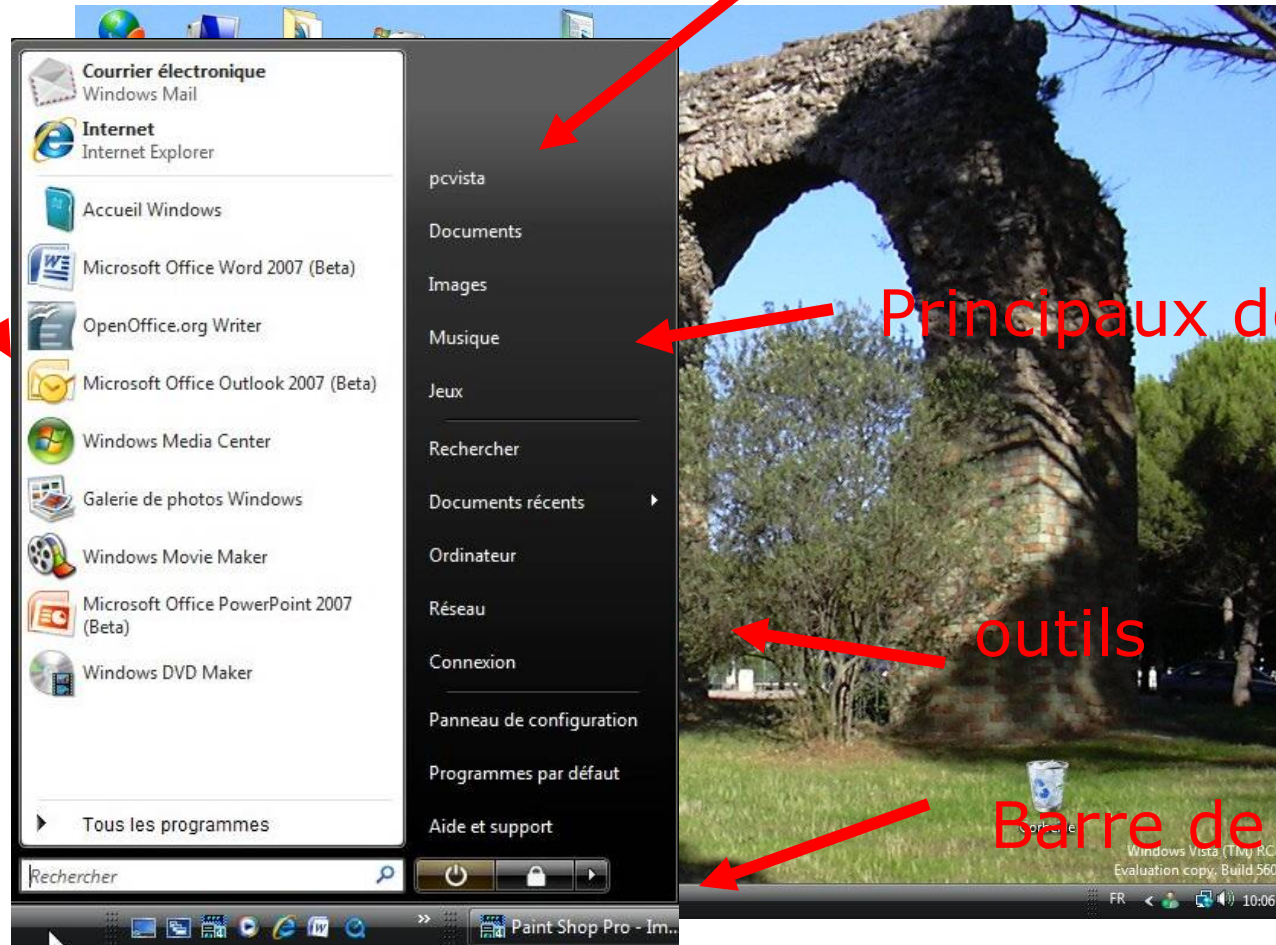 Courrier électronique
Windows Mail
Internet
Internet Explorer
Accueil Windows
Microsoft Office Word 2007 (Beta)
OpenOffice.org Writer
Microsoft Office Outlook 2007 (Beta)
Windows Media Center
Galerie de photos Windows
Windows Movie Maker
Microsoft Office PowerPoint 2007
(Beta)
Windows DVD Maker
Tous les programmes
Rechercher
pcvista
Documents
Images
Musique
Jeux
Rechercher
Documents récents
Ordinateur
Réseau
Connexion
Panneau de configuration
Programmes par défaut
Aide et support
Principaux do
outils
Barre de
Windows Vista (TM) RC
Evaluation copy. Build 560
» Paint Shop Pro - Im...
FR < 10:06